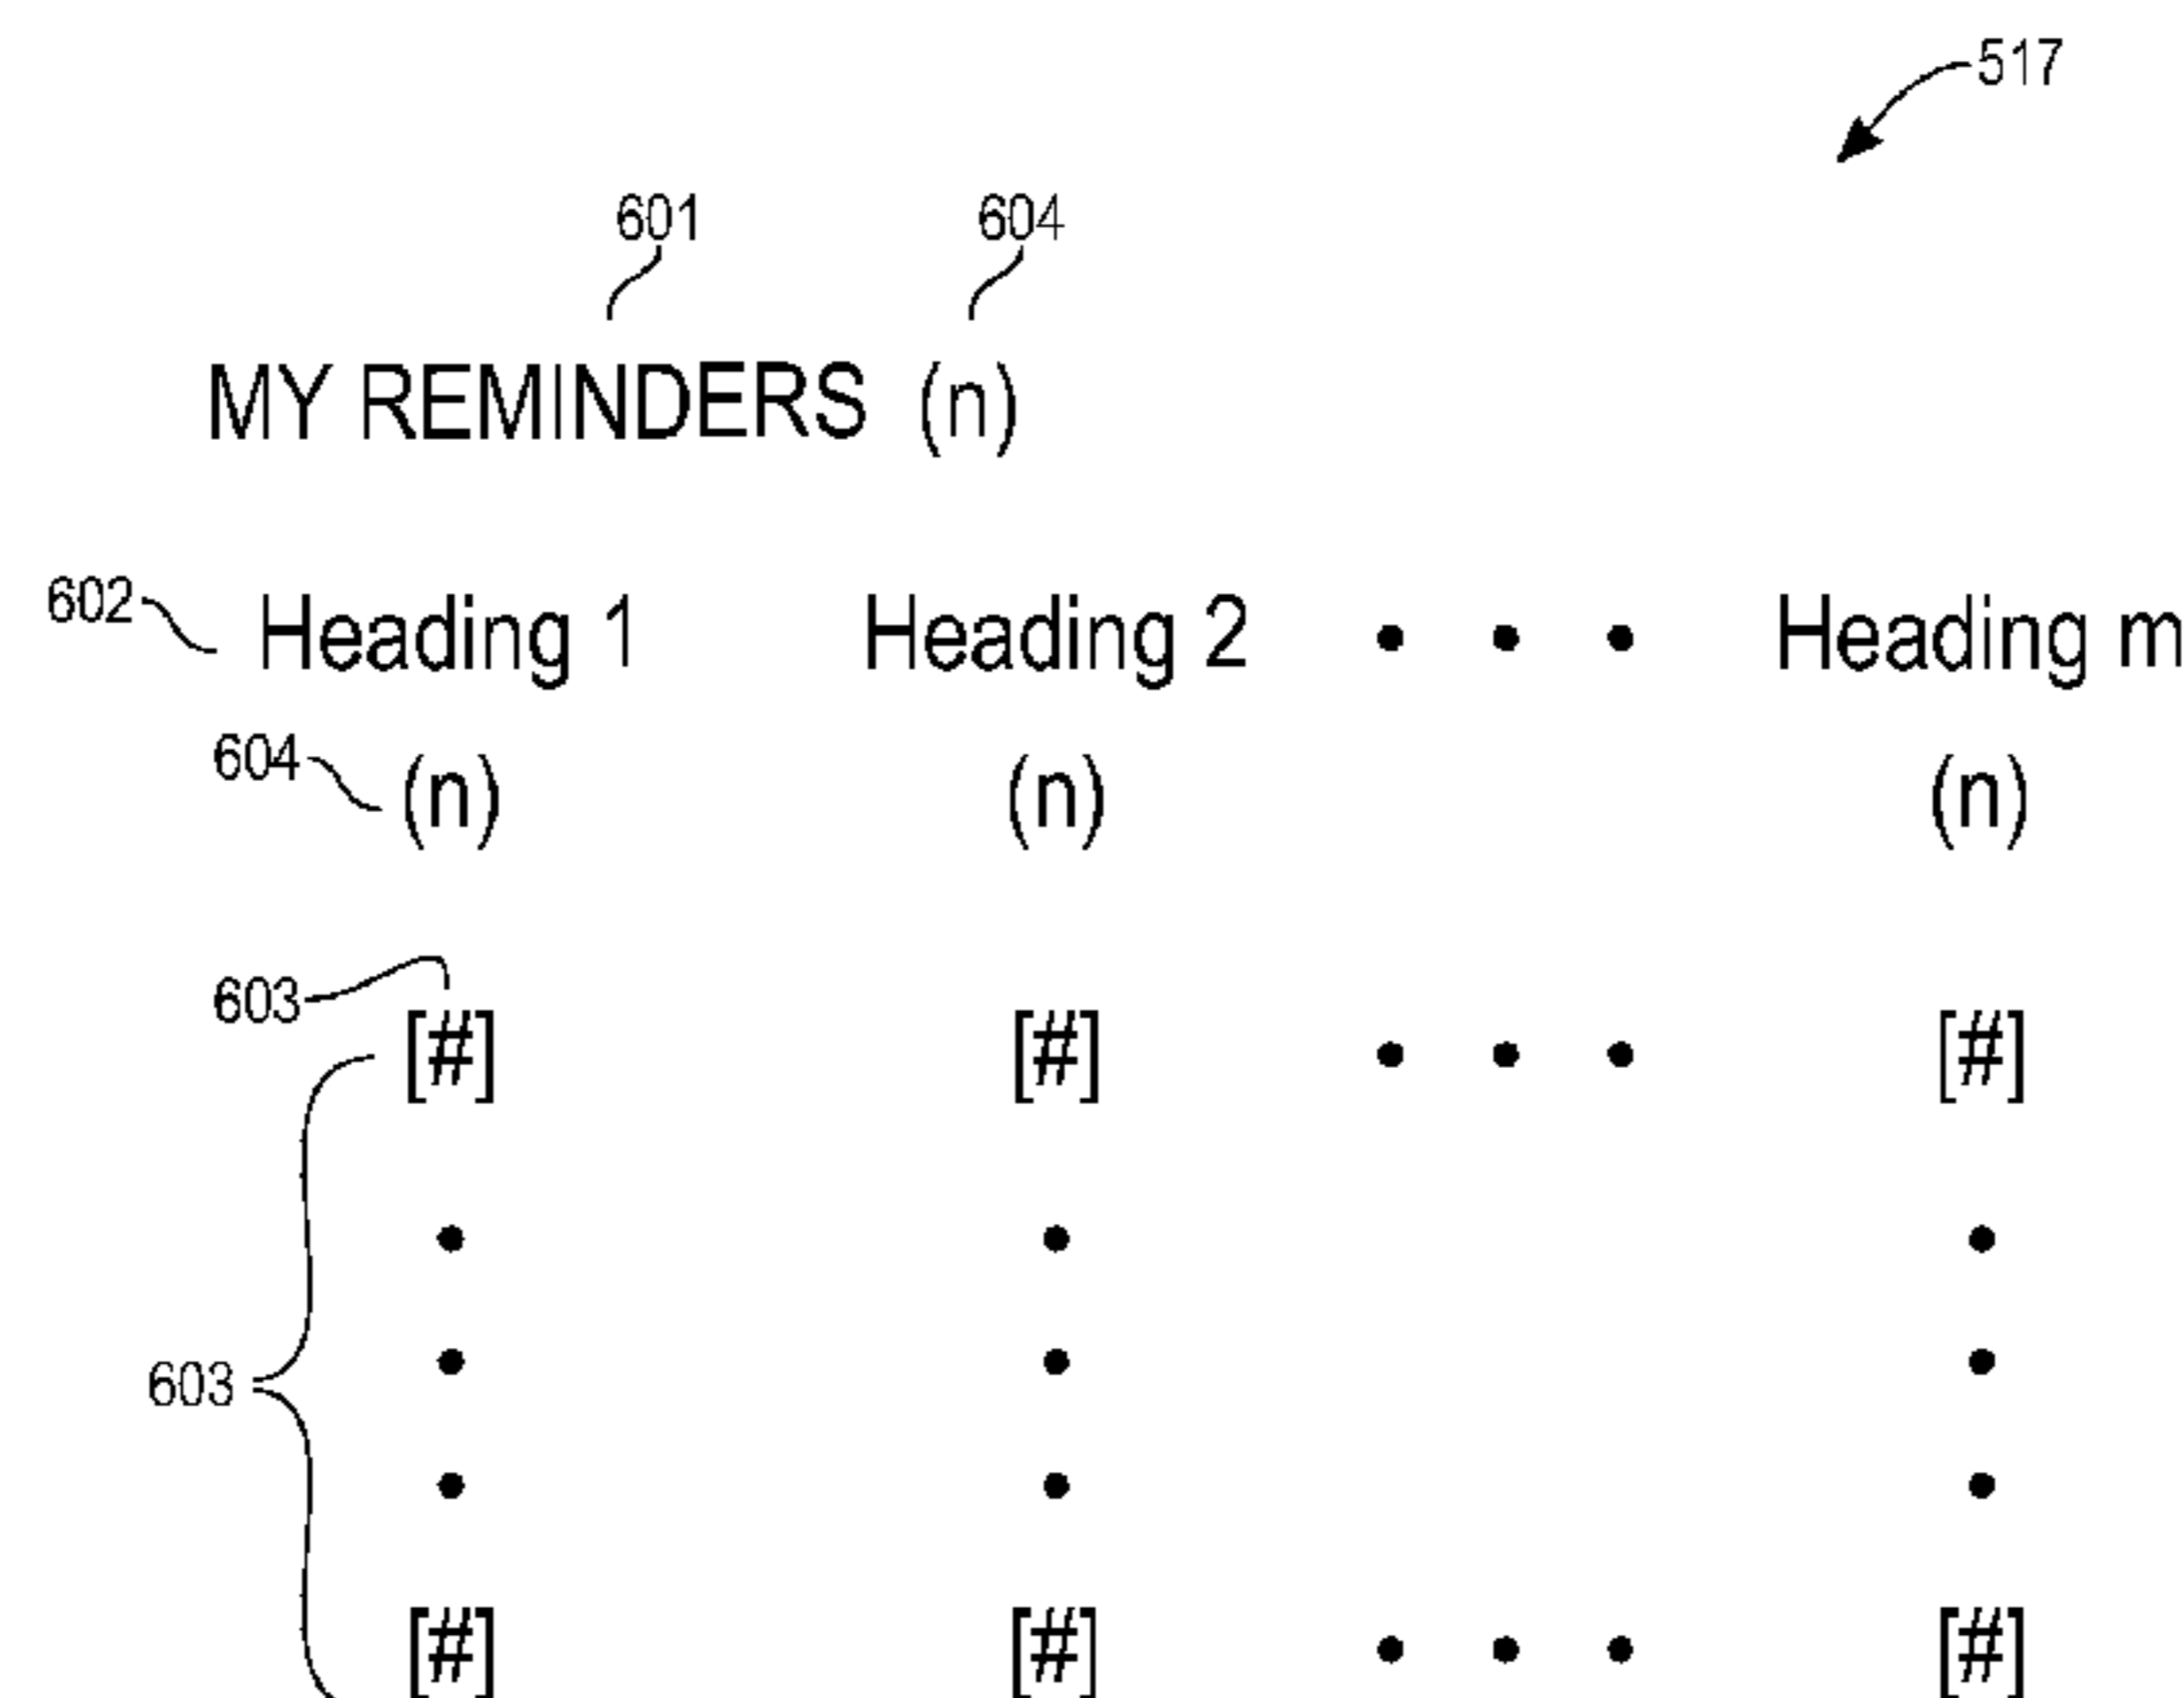 517
601 604
MY REMINDERS (n)
602 Heading 1 Heading 2 • • • Heading m
604 (n) (n) (n)
603
[#] [#] • • • [#]
• • •
603 • • •
• • •
[#] [#] • • • [#]